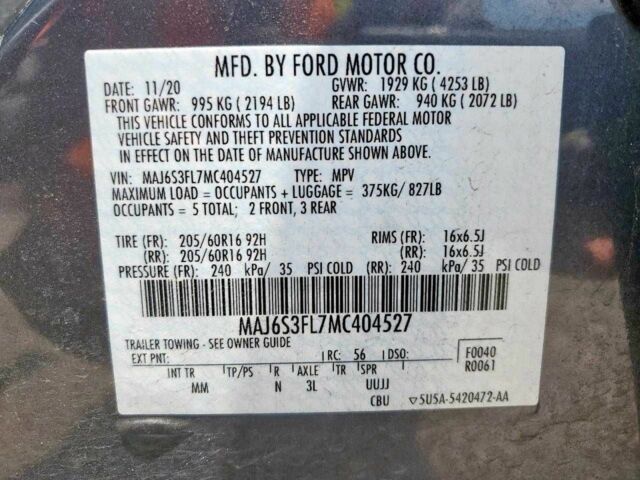 MFD. BY FORD MOTOR CO.
DATE: 11/20 GVWR: 1929 KG ( 4253 LB)
FRONT GAWR: 995 KG ( 2194 LB) REAR GAWR: 940 KG ( 2072 LB)
THIS VEHICLE CONFORMS TO ALL APPLICABLE FEDERAL MOTOR
VEHICLE SAFETY AND THEFT PREVENTION STANDARDS
IN EFFECT ON THE DATE OF MANUFACTURE SHOWN ABOVE.
VIN: MAJ6S3FL7MC404527 TYPE: MPV
MAXIMUM LOAD = OCCUPANTS + LUGGAGE = 375KG/ 827LB
OCCUPANTS = 5 TOTAL; 2 FRONT, 3 REAR
TIRE (FR): 205/60R16 92H RIMS (FR): 16x6.5J
(RR): 205/60R16 92H (RR): 16x6.5J
PRESSURE (FR): 240 kPa/ 35 PSI COLD (RR): 240 kPa/ 35 PSI COLD
MAJ6S3FL7MC404527
TRAILER TOWING - SEE OWNER GUIDE
EXT PNT: RC: 56 DSO: F0040
R0061
INT TR TP/PS R AXLE TR SPR
MM N 3L UUJJ
CBU ▽5U5A-5420472-AA